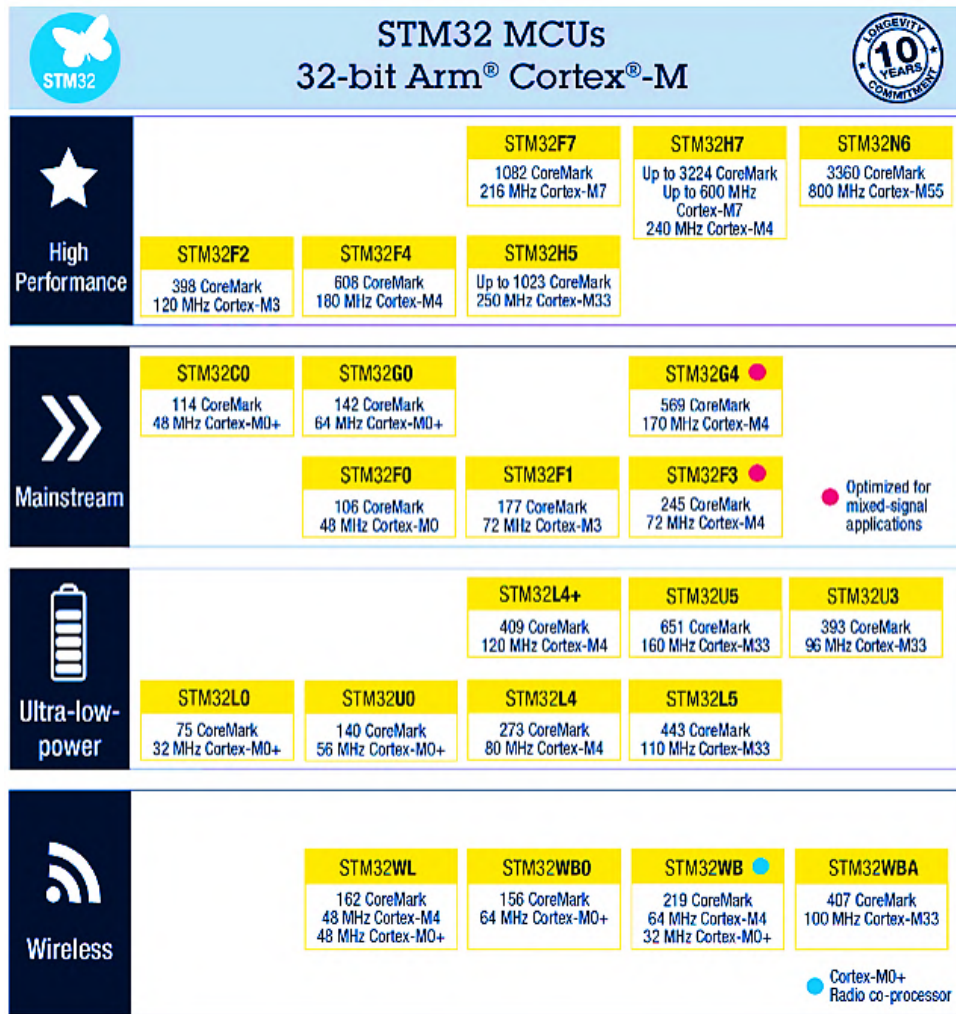 STM32
STM32 MCUs
32-bit Arm® Cortex®-M
LONGEVITY
10
YEARS
COMMITMENT
High
Performance
STM32F7
1082 CoreMark
216 MHz Cortex-M7
STM32H7
Up to 3224 CoreMark
Up to 600 MHz
Cortex-M7
240 MHz Cortex-M4
STM32N6
3360 CoreMark
800 MHz Cortex-M55
STM32F2
398 CoreMark
120 MHz Cortex-M3
STM32F4
608 CoreMark
180 MHz Cortex-M4
STM32H5
Up to 1023 CoreMark
250 MHz Cortex-M33
Mainstream
STM32C0
114 CoreMark
48 MHz Cortex-M0+
STM32G0
142 CoreMark
64 MHz Cortex-M0+
STM32G4
569 CoreMark
170 MHz Cortex-M4
STM32F0
106 CoreMark
48 MHz Cortex-M0
STM32F1
177 CoreMark
72 MHz Cortex-M3
STM32F3
245 CoreMark
72 MHz Cortex-M4
Optimized for
mixed-signal
applications
Ultra-low-
power
STM32L4+
409 CoreMark
120 MHz Cortex-M4
STM32U5
651 CoreMark
160 MHz Cortex-M33
STM32U3
393 CoreMark
96 MHz Cortex-M33
STM32L0
75 CoreMark
32 MHz Cortex-M0+
STM32U0
140 CoreMark
56 MHz Cortex-M0+
STM32L4
273 CoreMark
80 MHz Cortex-M4
STM32L5
443 CoreMark
110 MHz Cortex-M33
Wireless
STM32WL
162 CoreMark
48 MHz Cortex-M4
48 MHz Cortex-M0+
STM32WB0
156 CoreMark
64 MHz Cortex-M0+
STM32WB
219 CoreMark
64 MHz Cortex-M4
32 MHz Cortex-M0+
STM32WBA
407 CoreMark
100 MHz Cortex-M33
Cortex-M0+
Radio co-processor